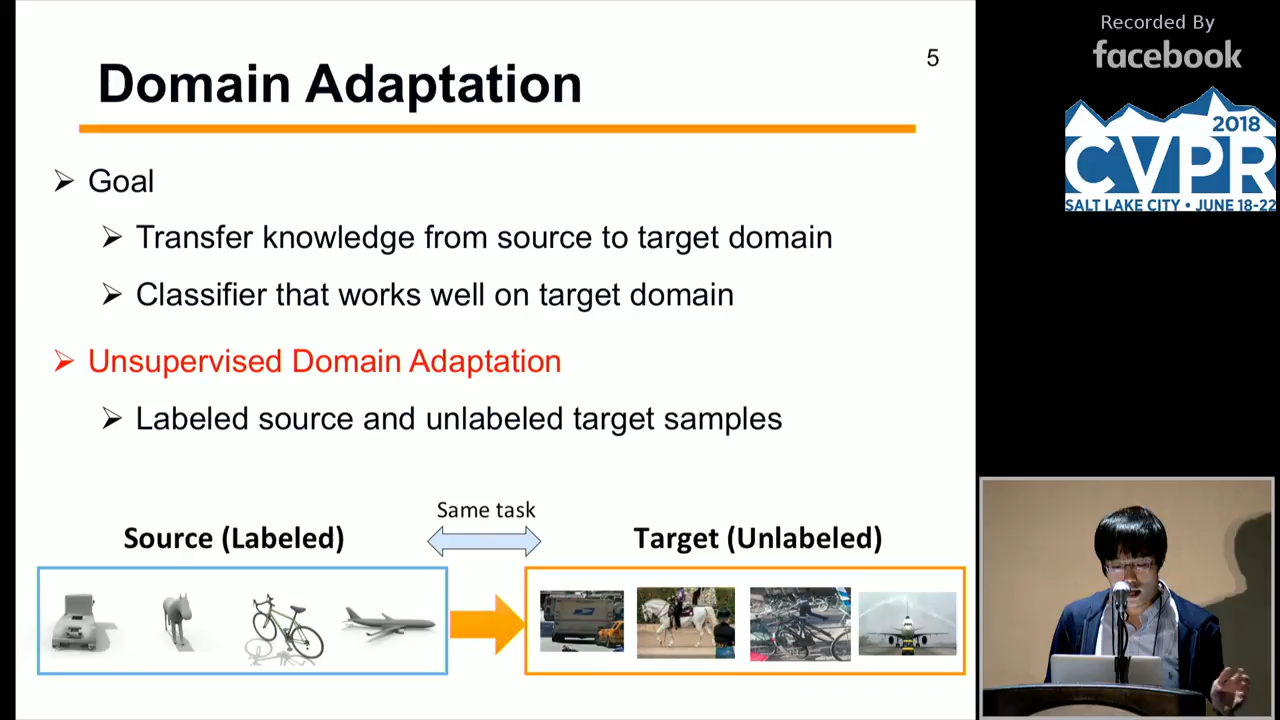 Domain Adaptation
5
Goal
Transfer knowledge from source to target domain
Classifier that works well on target domain
Unsupervised Domain Adaptation
Labeled source and unlabeled target samples
Same task
Source (Labeled)
Target (Unlabeled)
Recorded By
facebook
2018
CVPR
SALT LAKE CITY • JUNE 18-22